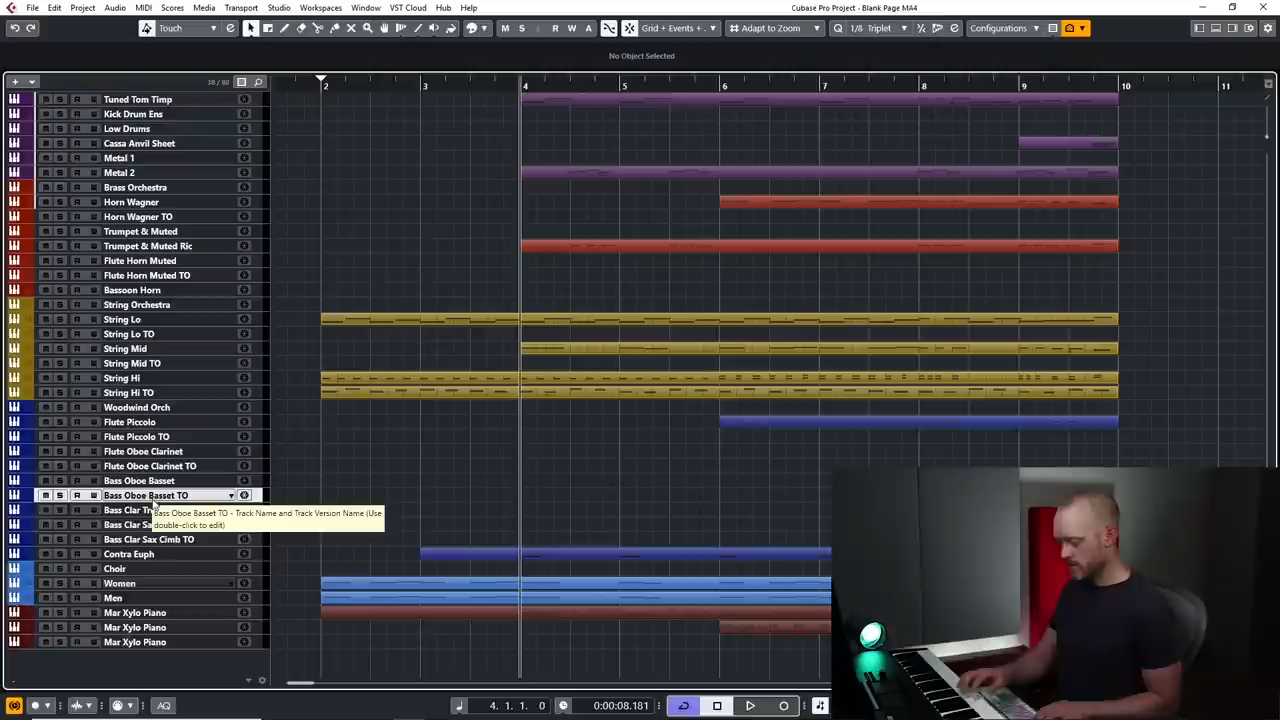 File Edit Project Audio MIDI Scores Media Transport Studio Workspaces Window VST Cloud Hub Help
Cubase Pro Project - Blank Page MA4
Touch
M S
R W
Grid + Events +
Adapt to Zoom
Q 1/8 Triplet
Configurations
No Object Selected
2 3 4 5 6 7 8 9 10 11
Tuned Tom Timp
Kick Drum Ens
Low Drums
Cassa Anvil Sheet
Metal 1
Metal 2
Brass Orchestra
Horn Wagner
Horn Wagner TO
Trumpet & Muted
Trumpet & Muted Ric
Flute Horn Muted
Flute Horn Muted TO
Bassoon Horn
String Orchestra
String Lo
String Lo TO
String Mid
String Mid TO
String Hi
String Hi TO
Woodwind Orch
Flute Piccolo
Flute Piccolo TO
Flute Oboe Clarinet
Flute Oboe Clarinet TO
Bass Oboe Basset
Bass Oboe Basset TO
Bass Clar Tr
Bass Oboe Basset TO - Track Name and Track Version Name (Use
double-click to edit)
Bass Clar Sa
Bass Clar Sax Cimb TO
Contra Euph
Choir
Women
Men
Mar Xylo Piano
Mar Xylo Piano
Mar Xylo Piano
AQ
4. 1. 1. 0
0:00:08.181